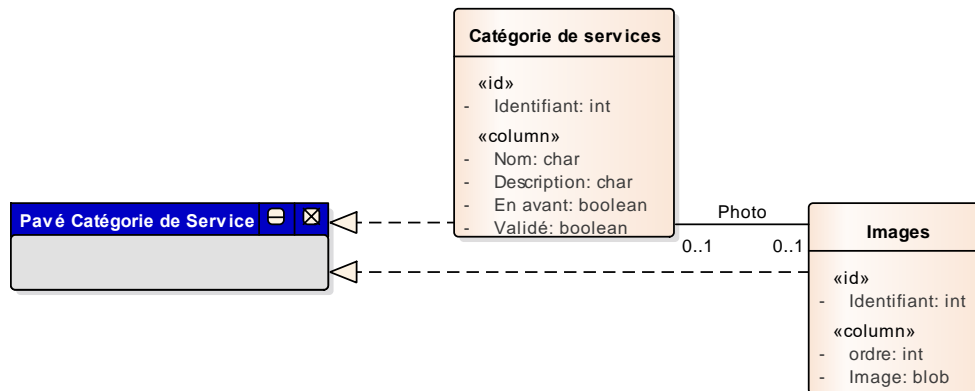 Catégorie de services
«id»
- Identifiant: int
«column»
- Nom: char
- Description: char
- En avant: boolean
- Validé: boolean
Pavé Catégorie de Service
Photo
0..1 0..1
Images
«id»
- Identifiant: int
«column»
- ordre: int
- Image: blob